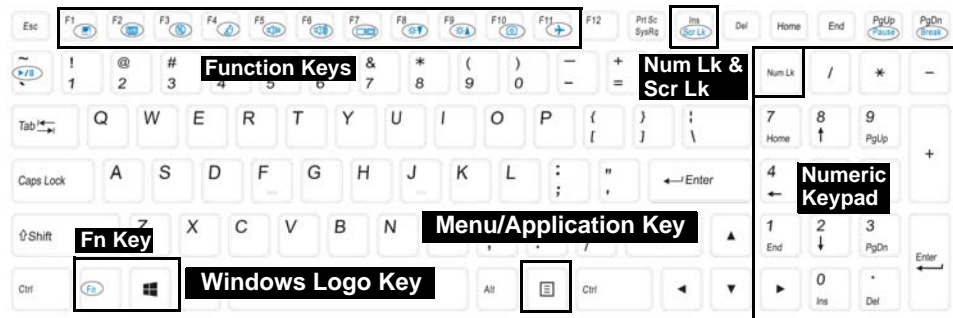 Esc F1 F2 F3 F4 F5 F6 F7 F8 F9 F10 F11 F12 Prt Sc SysRq Ins Scr Lk Del Home End PgUp Pause PgDn Break
~ ` ! 1 @ 2 # 3 4 5 6 & 7 * 8 ( 9 ) 0 — - + = Num Lk / * -
Function Keys
Num Lk &
Scr Lk
Tab Q W E R T Y U I O P { [ } ] ¦ \ 7 Home 8 ↑ 9 PgUp +
Caps Lock A S D F G H J K L : ; " ' ↵ Enter 4 ←
Numeric
Keypad
⇧ Shift Z X C V B N , . / ▲ 1 End 2 ↓ 3 PgDn Enter
Fn Key
Menu/Application Key
Ctrl Fn Alt Ctrl ◄ ▼ ► 0 Ins . Del
Windows Logo Key